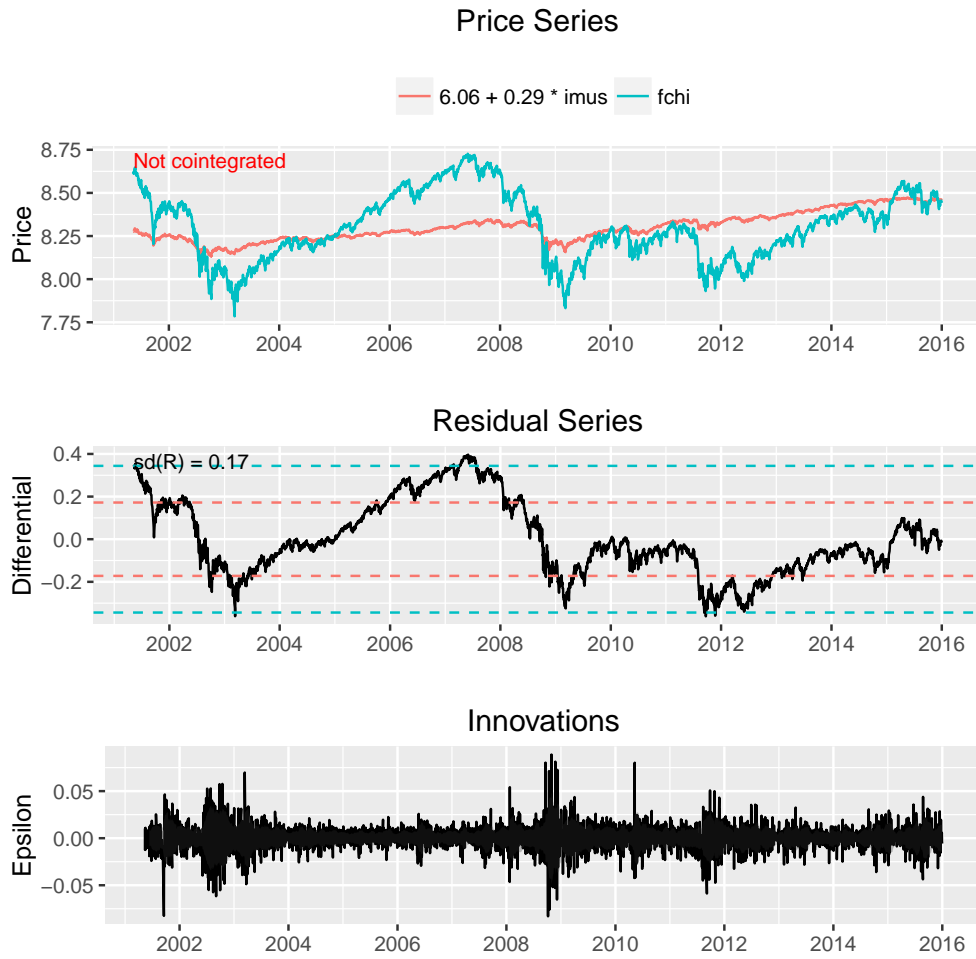 Price Series
6.06 + 0.29 * imus fchi
Not cointegrated
Price
8.75
8.50
8.25
8.00
7.75
2002 2004 2006 2008 2010 2012 2014 2016
Residual Series
sd(R) = 0.17
Differential
0.4
0.2
0.0
−0.2
2002 2004 2006 2008 2010 2012 2014 2016
Innovations
Epsilon
0.05
0.00
−0.05
2002 2004 2006 2008 2010 2012 2014 2016